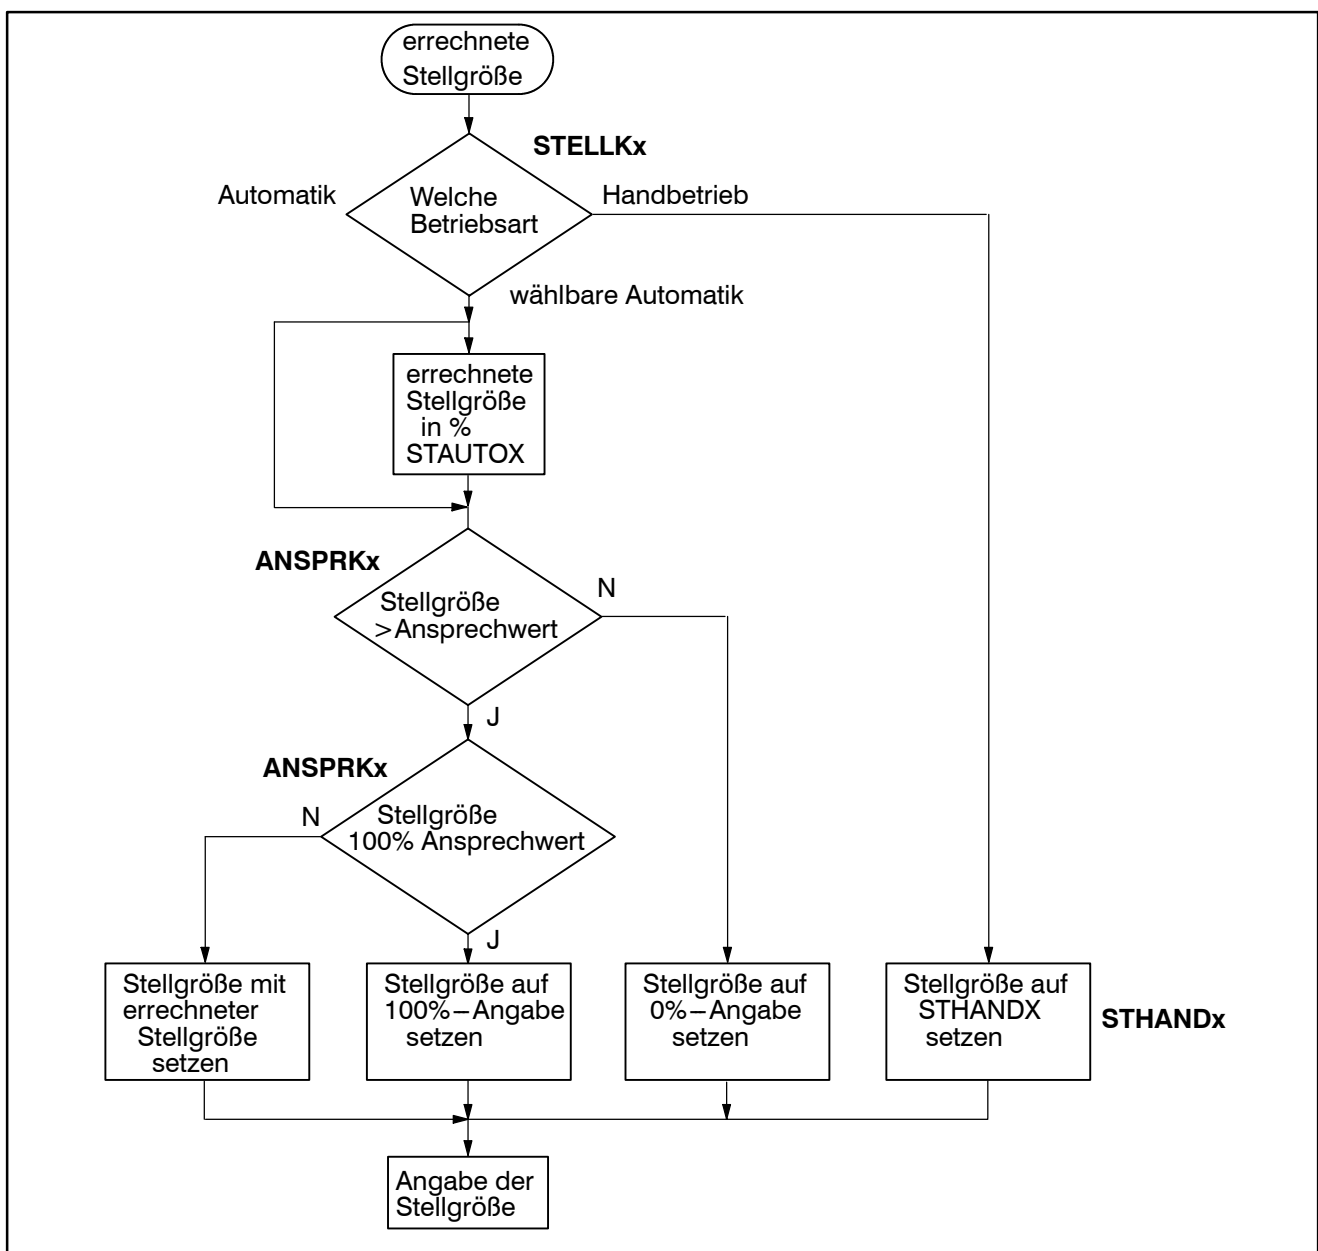 errechnete
Stellgröße
STELLKx
Automatik
Welche
Betriebsart
Handbetrieb
wählbare Automatik
errechnete
Stellgröße
in %
STAUTOX
ANSPRKx
N
Stellgröße
>Ansprechwert
J
ANSPRKx
N
Stellgröße
100% Ansprechwert
J
Stellgröße mit
errechneter
Stellgröße
setzen
Stellgröße auf
100%–Angabe
setzen
Stellgröße auf
0%–Angabe
setzen
Stellgröße auf
STHANDX
setzen
STHANDx
Angabe der
Stellgröße